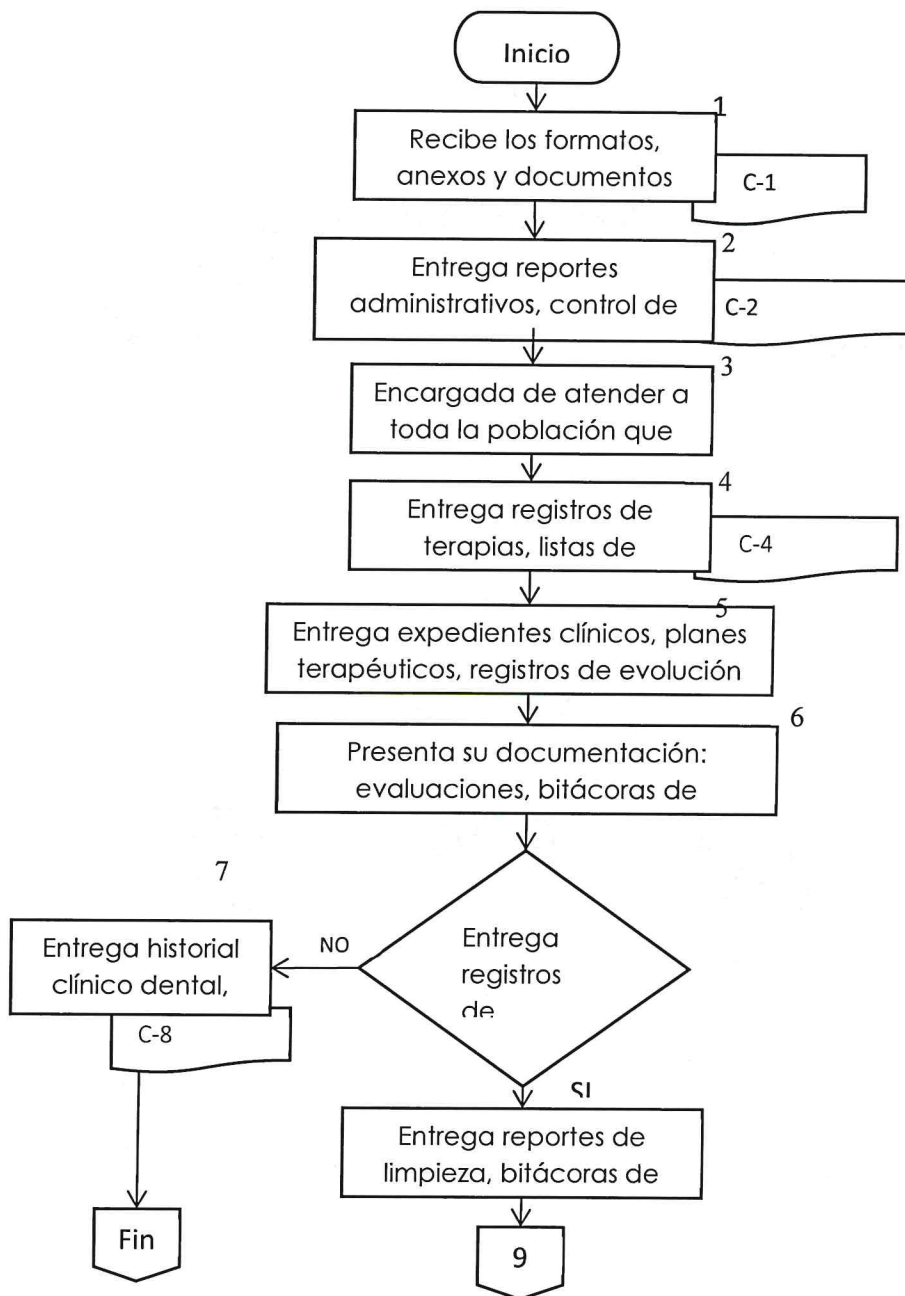 Inicio
1
Recibe los formatos,
anexos y documentos
C-1
2
Entrega reportes
administrativos, control de
C-2
3
Encargada de atender a
toda la población que
4
Entrega registros de
terapias, listas de
C-4
5
Entrega expedientes clínicos, planes
terapéuticos, registros de evolución
6
Presenta su documentación:
evaluaciones, bitácoras de
7
Entrega historial
clínico dental,
C-8
NO
Entrega
registros
de
SI
Entrega reportes de
limpieza, bitácoras de
Fin
9